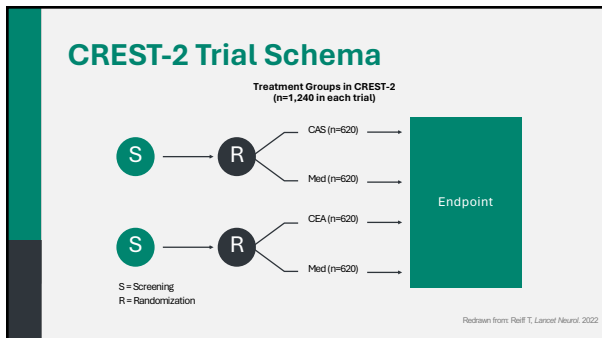 CREST-2 Trial Schema
Treatment Groups in CREST-2
(n=1,240 in each trial)
S
R
CAS (n=620)
Med (n=620)
S
R
CEA (n=620)
Med (n=620)
Endpoint
S = Screening
R = Randomization
Redrawn from: Reiff T, Lancet Neurol. 2022